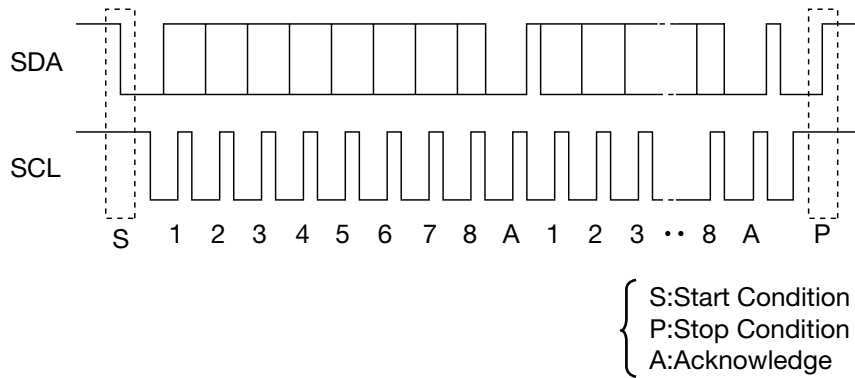 SDA
SCL
S 1 2 3 4 5 6 7 8 A 1 2 3 ·· 8 A P
S:Start Condition
P:Stop Condition
A:Acknowledge